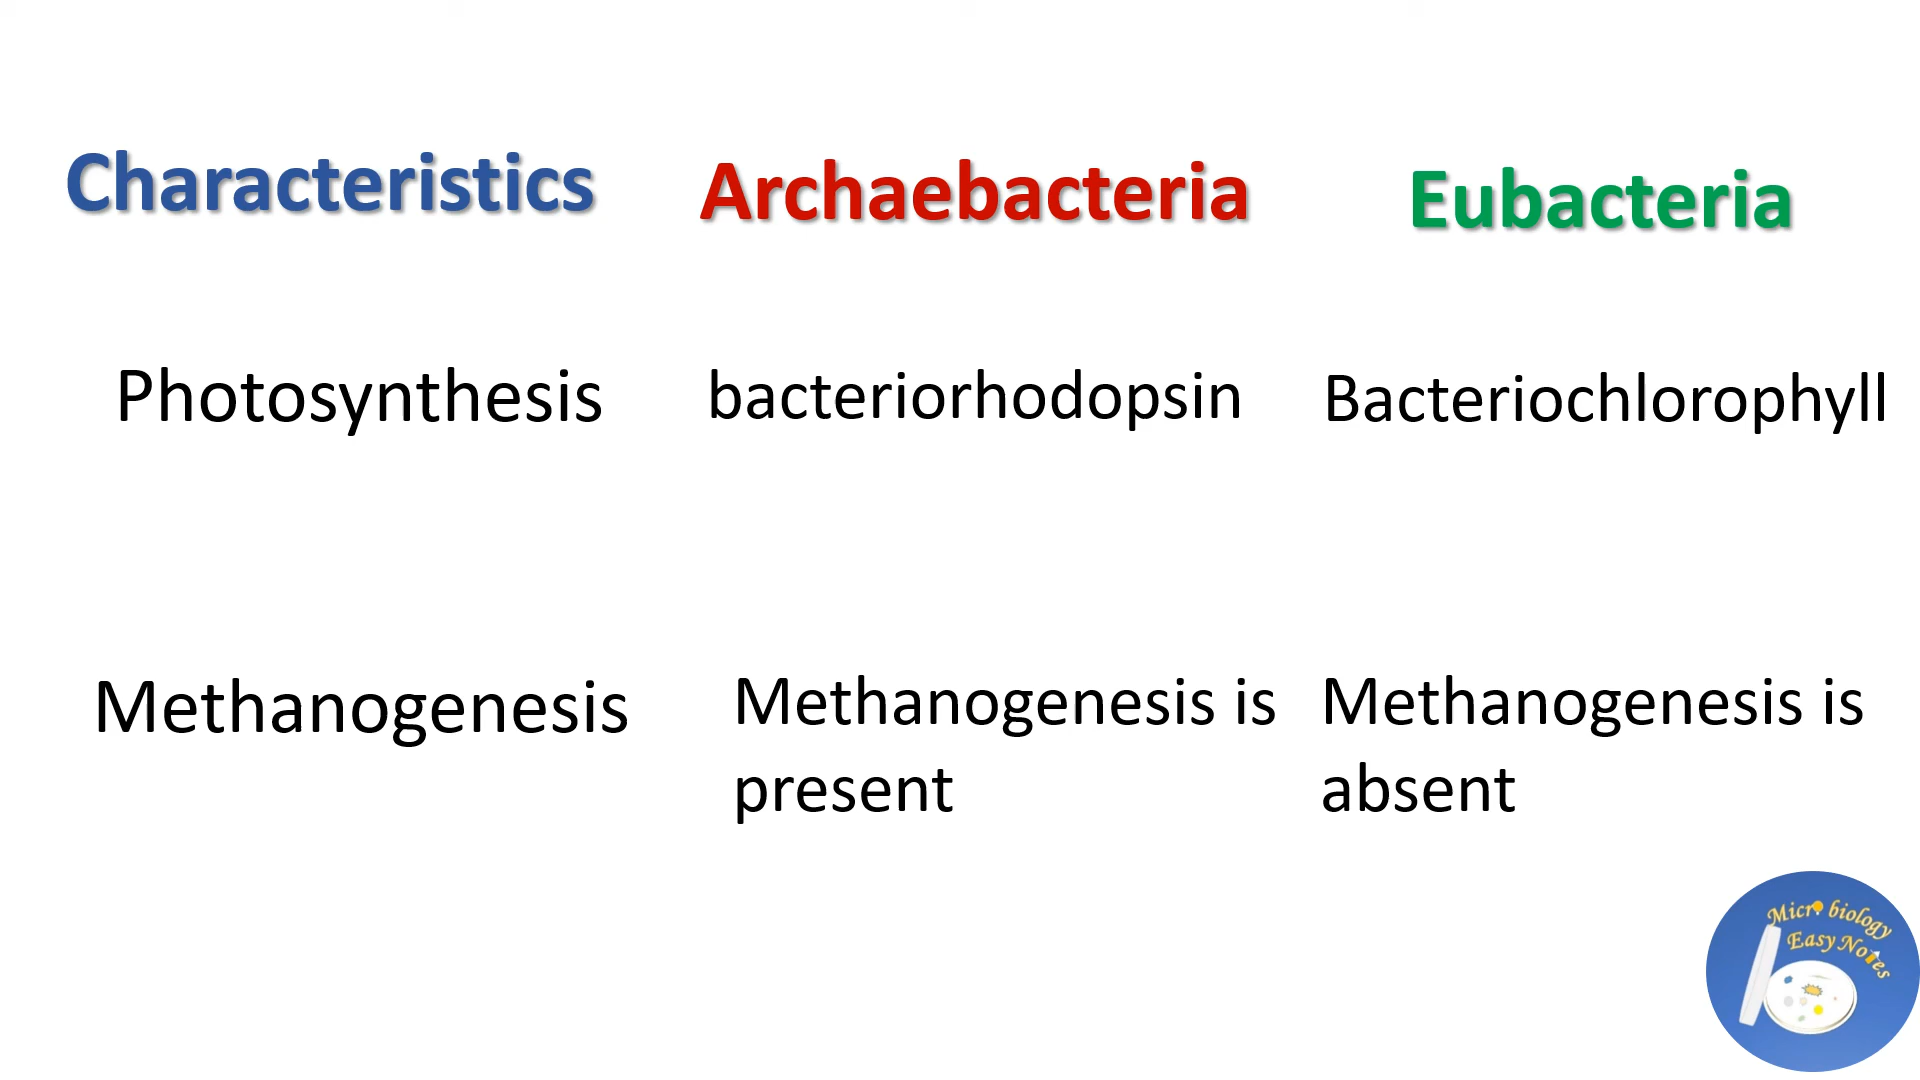 Characteristics
Archaebacteria
Eubacteria
Photosynthesis
bacteriorhodopsin
Bacteriochlorophyll
Methanogenesis
Methanogenesis is
present
Methanogenesis is
absent
Micro biology
Easy Notes